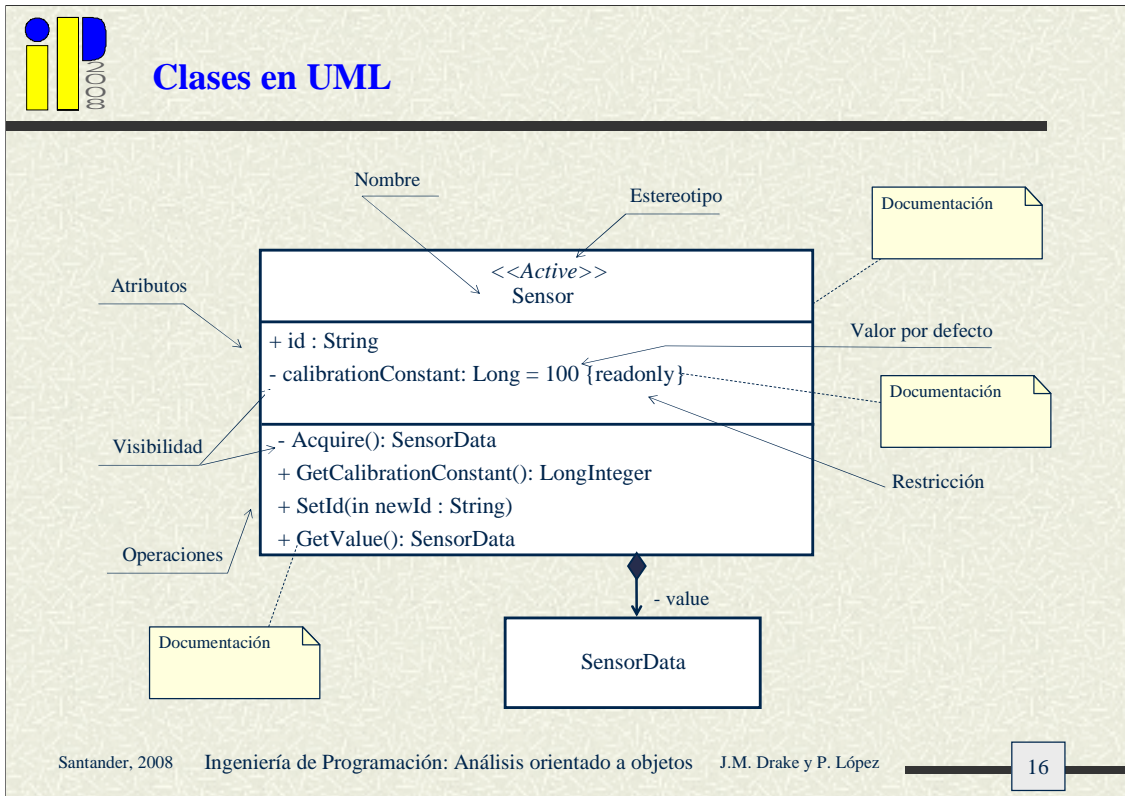 iiP
2008
Clases en UML
Nombre
Estereotipo
Documentación
<<Active>>
Sensor
Atributos
+ id : String
Valor por defecto
- calibrationConstant: Long = 100 {readonly}
Documentación
Visibilidad
- Acquire(): SensorData
+ GetCalibrationConstant(): LongInteger
Restricción
+ SetId(in newId : String)
+ GetValue(): SensorData
Operaciones
- value
Documentación
SensorData
Santander, 2008 Ingeniería de Programación: Análisis orientado a objetos J.M. Drake y P. López 16